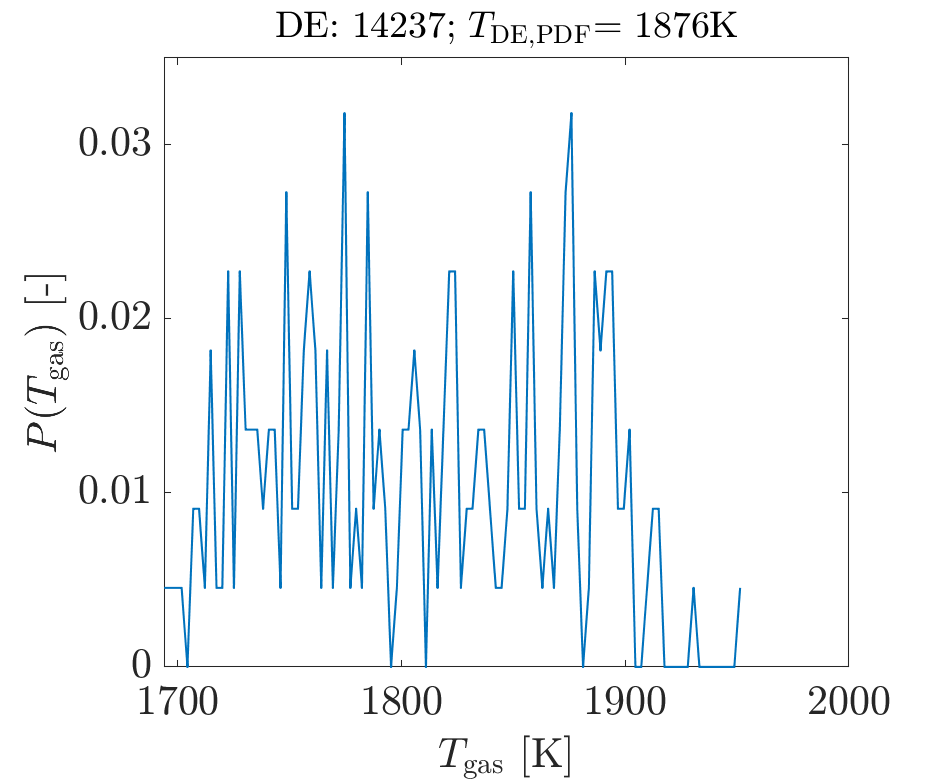 DE: 14237; T_DE,PDF= 1876K
P(T_gas) [-]
0.03
0.02
0.01
0
1700 1800 1900 2000
T_gas [K]